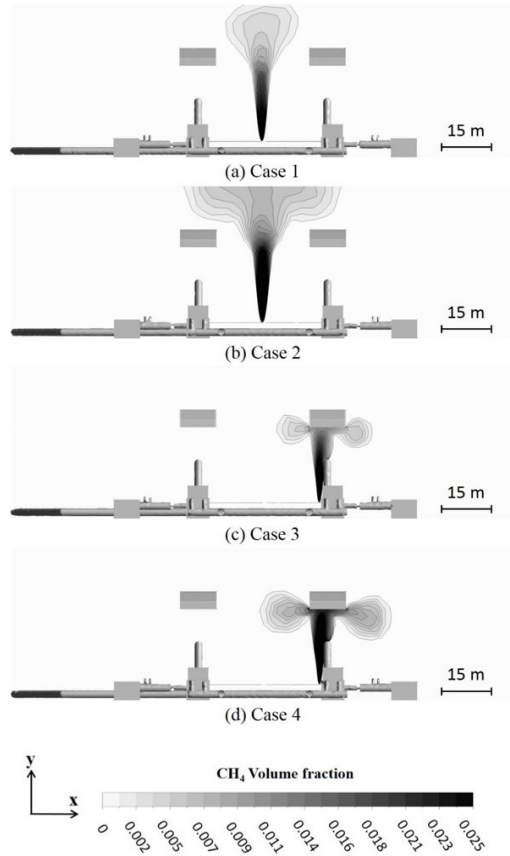 15 m
(a) Case 1
15 m
(b) Case 2
15 m
(c) Case 3
15 m
(d) Case 4
y
x
CH₄ Volume fraction
0 0.002 0.005 0.007 0.009 0.011 0.014 0.016 0.018 0.021 0.023 0.025